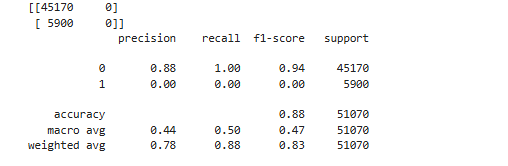 [[45170 0]
[ 5900 0]]
precision recall f1-score support
0 0.88 1.00 0.94 45170
1 0.00 0.00 0.00 5900
accuracy 0.88 51070
macro avg 0.44 0.50 0.47 51070
weighted avg 0.78 0.88 0.83 51070